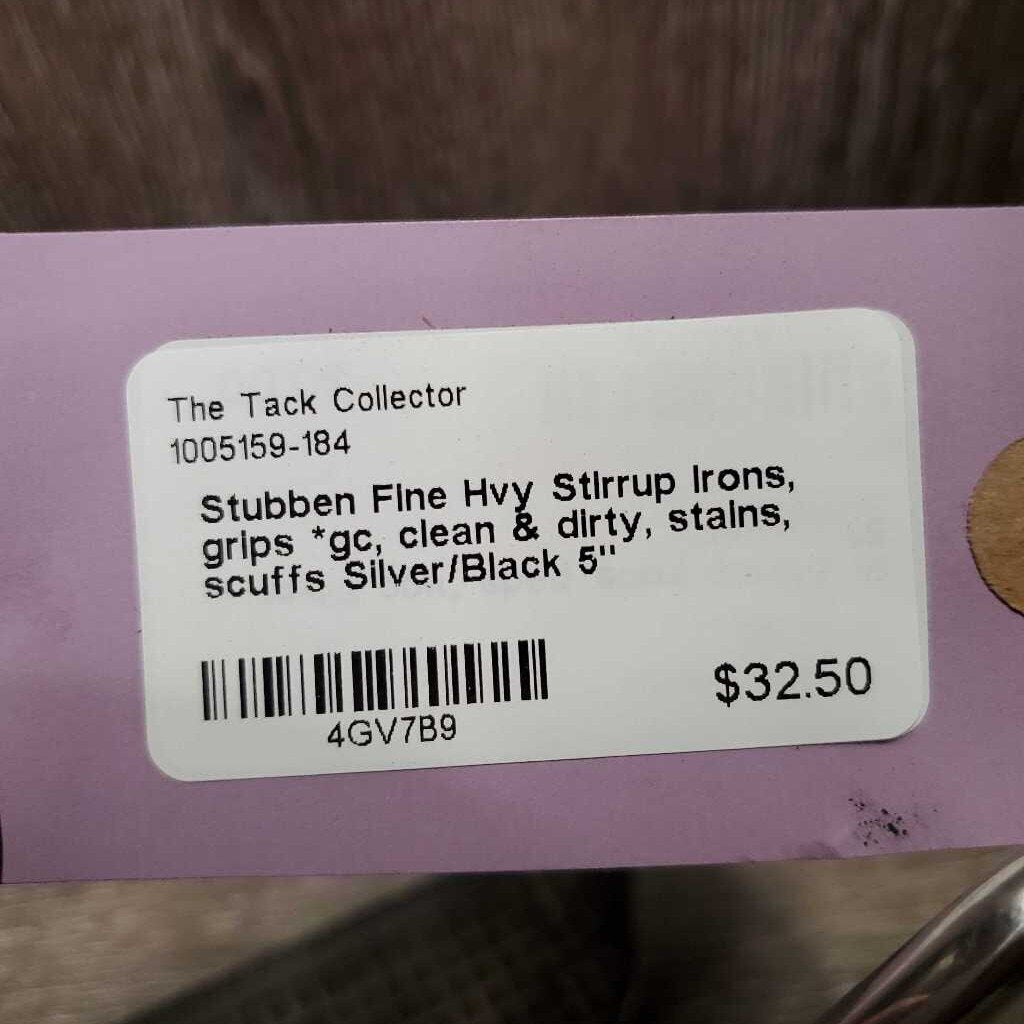 The Tack Collector
1005159-184
Stubben Fine Hvy Stirrup Irons,
grips *gc, clean & dirty, stains,
scuffs Silver/Black 5"
4GV7B9
$32.50